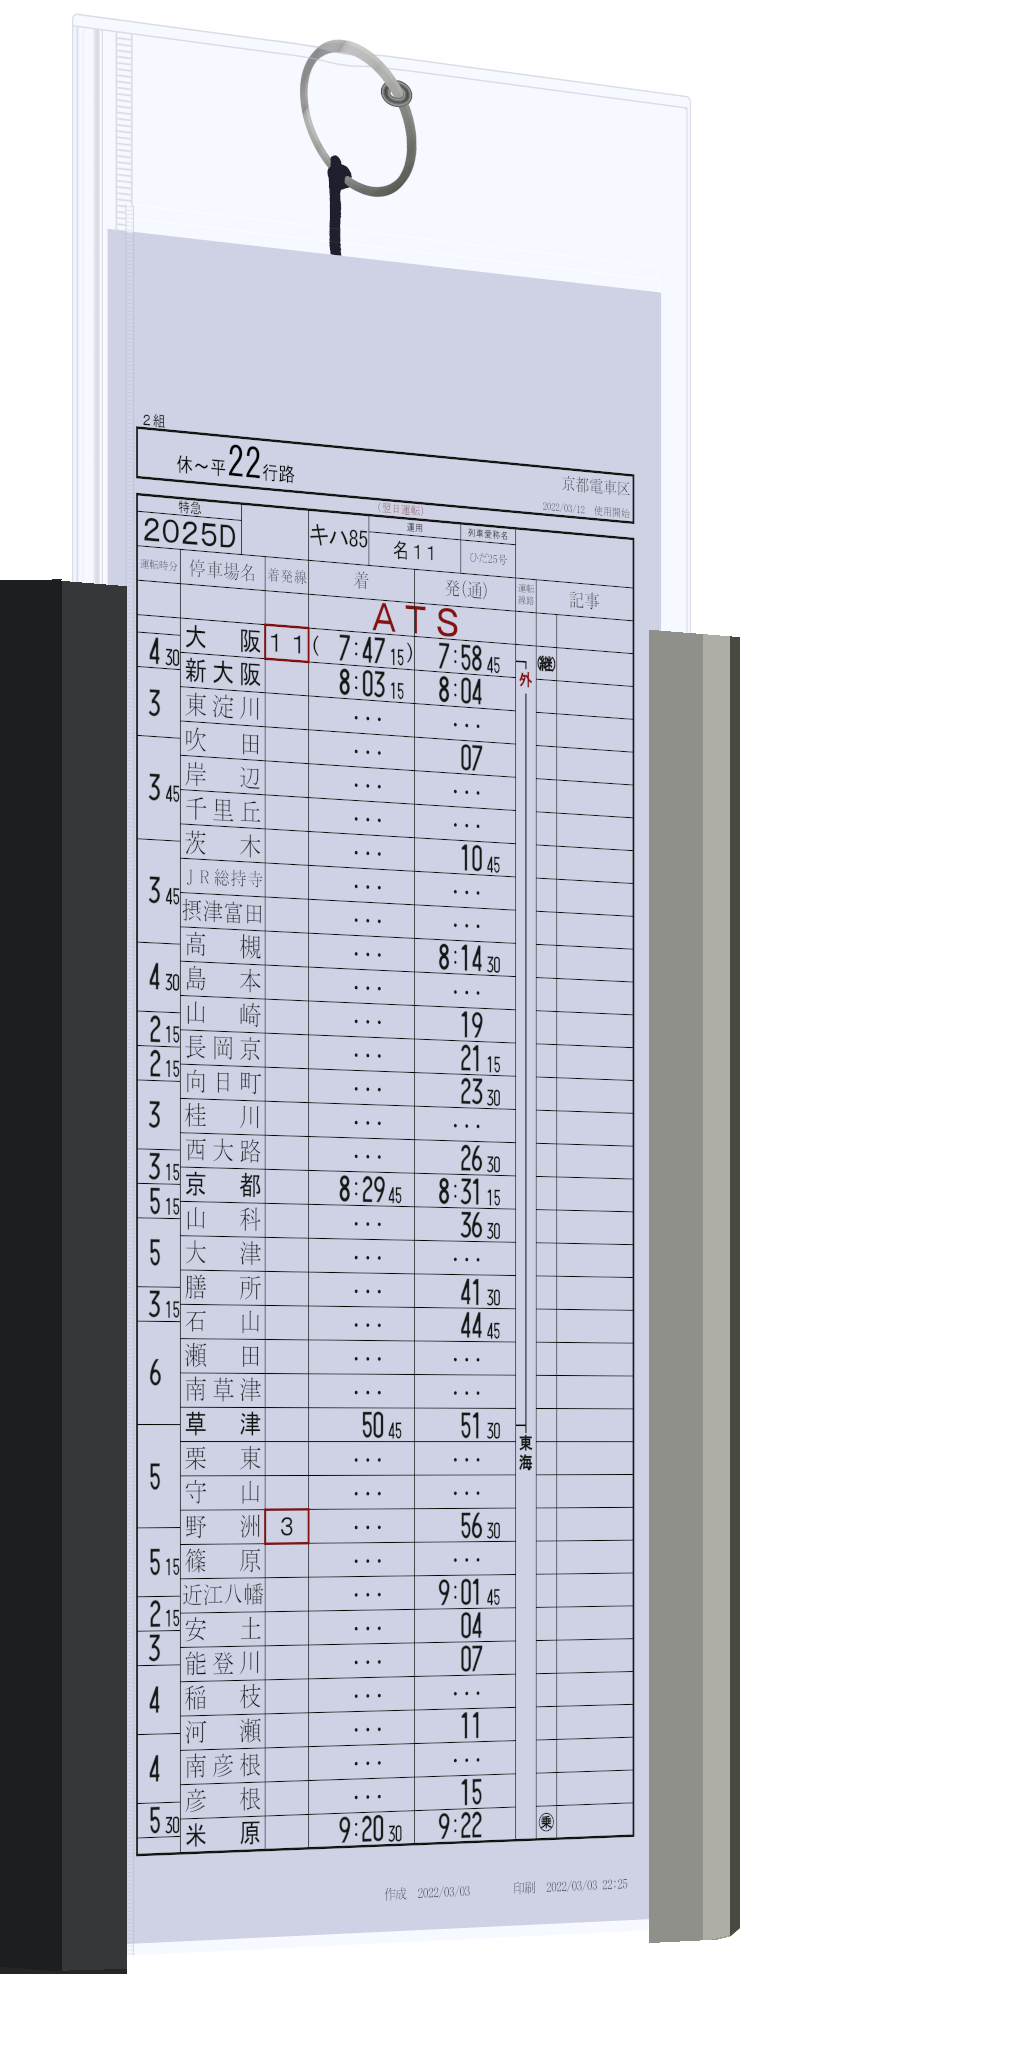 2組
休～平22行路
京都電車区
2022/03/12 使用開始
(翌日運転)
特急
2025D
キハ85
運用
名11
列車愛称名
ひだ25号
運転時分 停車場名 着発線 着 発(通) 運転線路 記事
ATS
大阪 11 ( 7:47 15) 7:58 45 継
4 30 外
新大阪 8:03 15 8:04
3
東淀川 ... ...
吹田 ... 07
3 45
岸辺 ... ...
千里丘 ... ...
茨木 ... 10 45
3 45
JR総持寺 ... ...
摂津富田 ... ...
高槻 ... 8:14 30
4 30
島本 ... ...
山崎 ... 19
2 15
長岡京 ... 21 15
2 15
向日町 ... 23 30
3
桂川 ... ...
西大路 ... 26 30
3 15
京都 8:29 45 8:31 15
5 15
山科 ... 36 30
5
大津 ... ...
膳所 ... 41 30
3 15
石山 ... 44 45
6
瀬田 ... ...
南草津 ... ...
草津 50 45 51 30
東海
5
栗東 ... ...
守山 ... ...
野洲 3 ... 56 30
5 15
篠原 ... ...
近江八幡 ... 9:01 45
2 15
安土 ... 04
3
能登川 ... 07
4
稲枝 ... ...
河瀬 ... 11
4
南彦根 ... ...
彦根 ... 15
5 30
米原 9:20 30 9:22 乗
作成 2022/03/03 印刷 2022/03/03 22:25